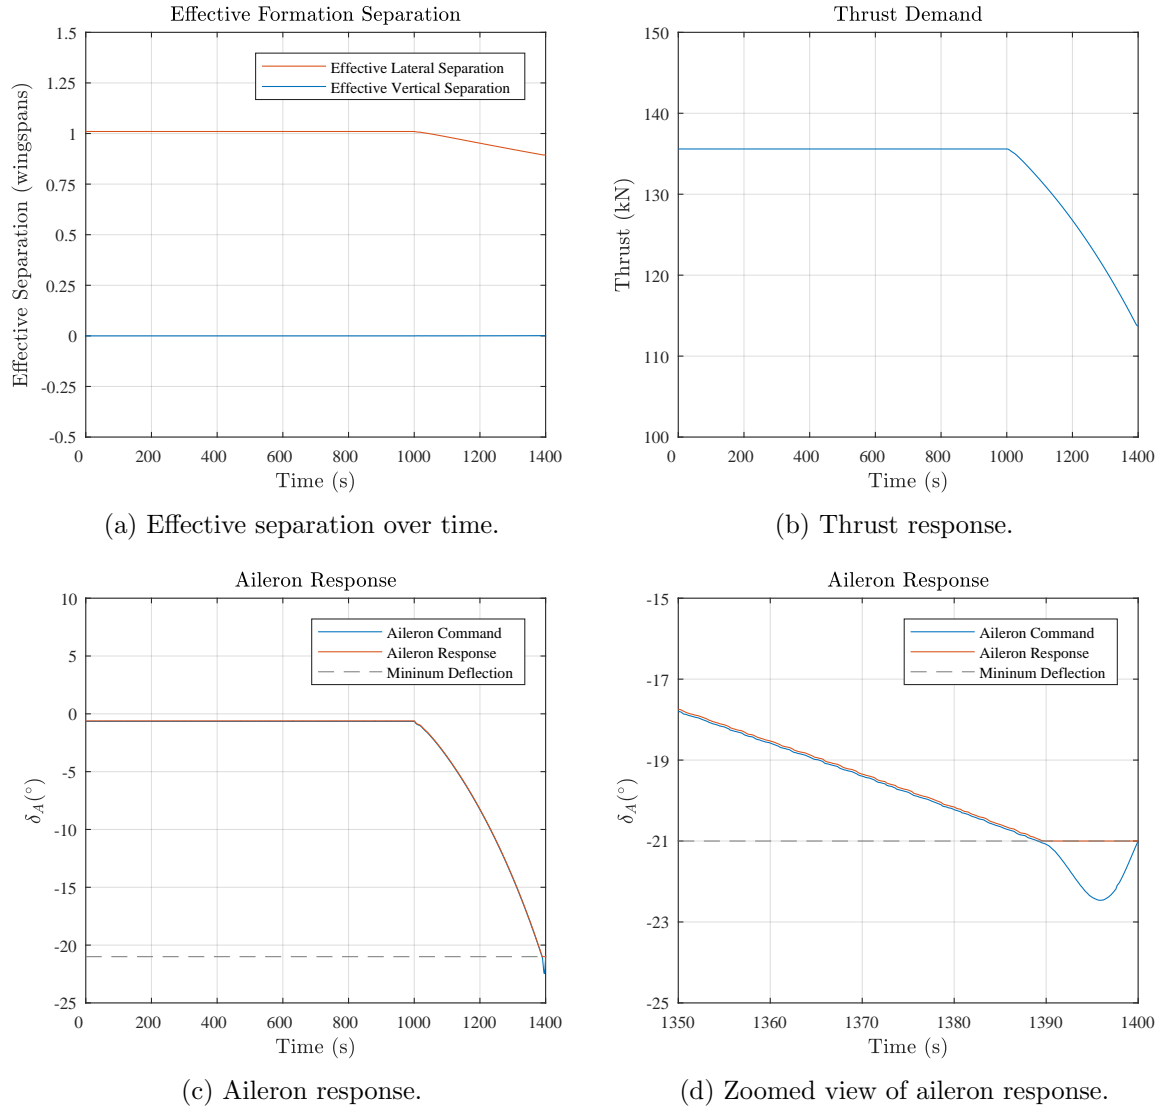 Effective Formation Separation
1.5
1.25
1
0.75
0.5
0.25
0
-0.25
-0.5
Effective Separation (wingspans)
Effective Lateral Separation
Effective Vertical Separation
0 200 400 600 800 1000 1200 1400
Time (s)
(a) Effective separation over time.
Thrust Demand
150
140
130
120
110
100
Thrust (kN)
0 200 400 600 800 1000 1200 1400
Time (s)
(b) Thrust response.
Aileron Response
10
5
0
-5
-10
-15
-20
-25
δA(°)
Aileron Command
Aileron Response
Mininum Deflection
0 200 400 600 800 1000 1200 1400
Time (s)
(c) Aileron response.
Aileron Response
-15
-17
-19
-21
-23
-25
δA(°)
Aileron Command
Aileron Response
Mininum Deflection
1350 1360 1370 1380 1390 1400
Time (s)
(d) Zoomed view of aileron response.